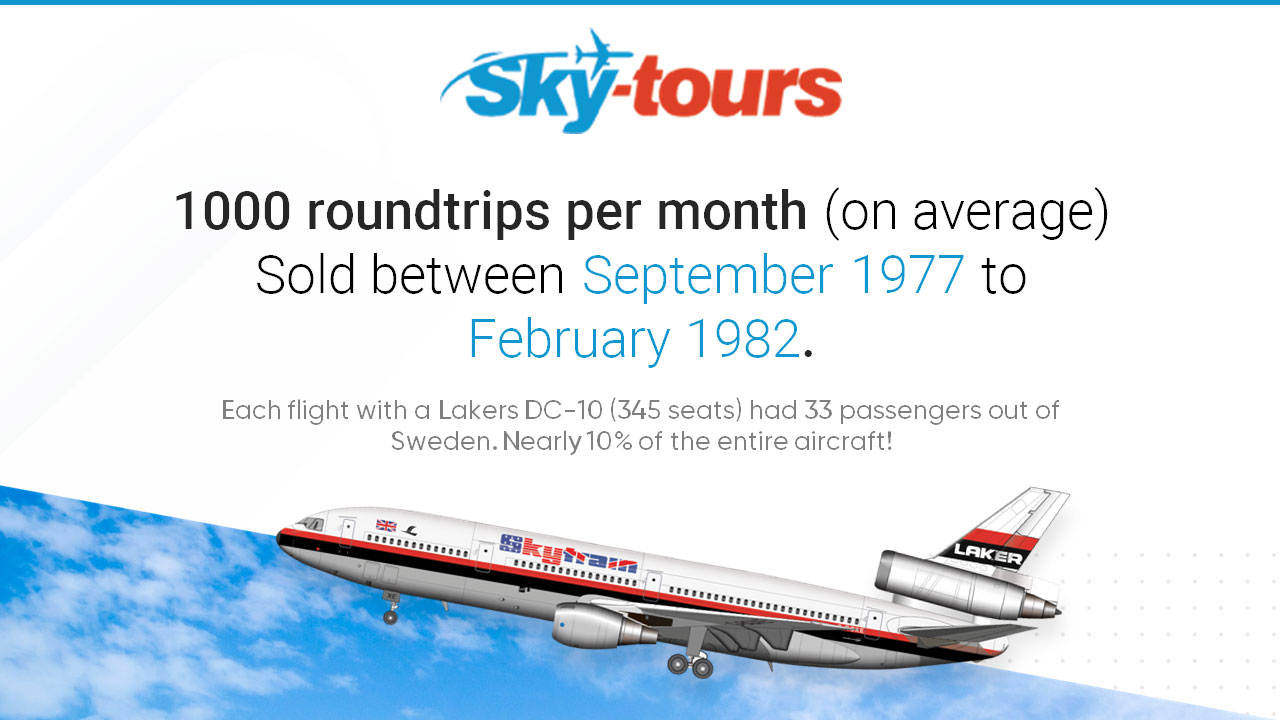 Sky-tours
1000 roundtrips per month (on average)
Sold between September 1977 to
February 1982.
Each flight with a Lakers DC-10 (345 seats) had 33 passengers out of
Sweden. Nearly 10% of the entire aircraft!
Skytrain
LAKER
XE